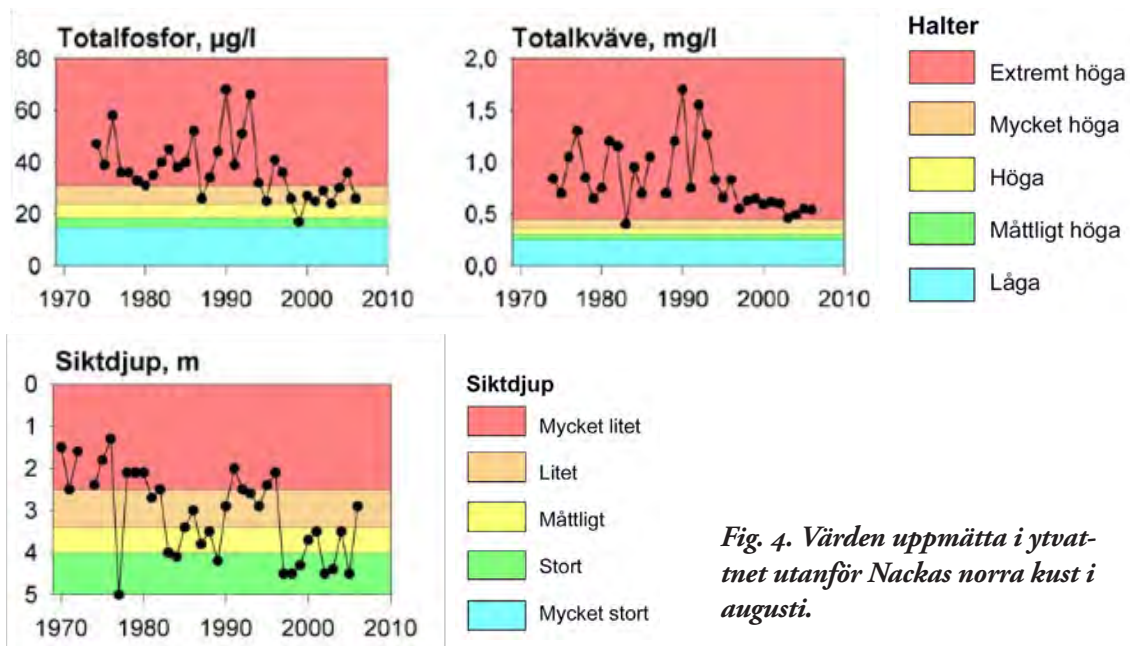 Totalfosfor, µg/l
80
60
40
20
0
1970 1980 1990 2000 2010
Totalkväve, mg/l
2,0
1,5
1,0
0,5
0,0
1970 1980 1990 2000 2010
Halter
Extremt höga
Mycket höga
Höga
Måttligt höga
Låga
Siktdjup, m
0
1
2
3
4
5
1970 1980 1990 2000 2010
Siktdjup
Mycket litet
Litet
Måttligt
Stort
Mycket stort
Fig. 4. Värden uppmätta i ytvat-
tnet utanför Nackas norra kust i
augusti.